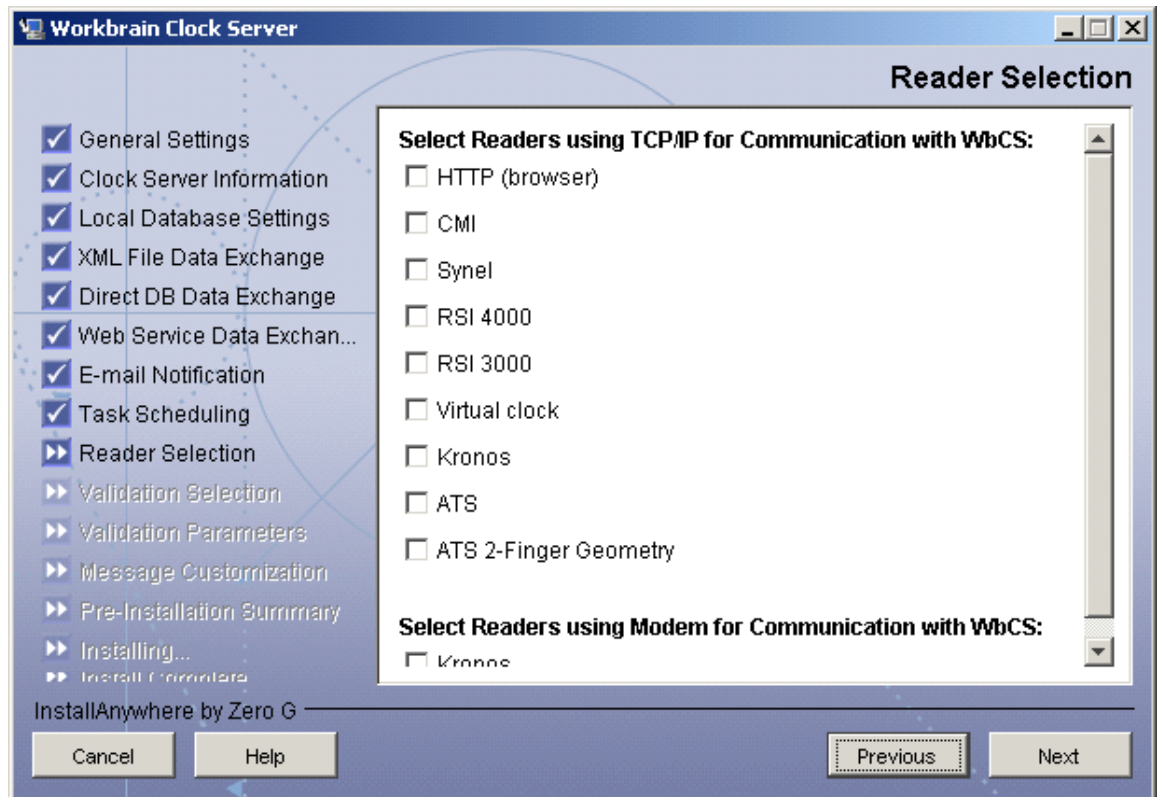 Workbrain Clock Server
Reader Selection
General Settings
Clock Server Information
Local Database Settings
XML File Data Exchange
Direct DB Data Exchange
Web Service Data Exchan...
E-mail Notification
Task Scheduling
Reader Selection
Validation Selection
Validation Parameters
Message Customization
Pre-Installation Summary
Installing...
Install Complete
Select Readers using TCP/IP for Communication with WbCS:
HTTP (browser)
CMI
Synel
RSI 4000
RSI 3000
Virtual clock
Kronos
ATS
ATS 2-Finger Geometry
Select Readers using Modem for Communication with WbCS:
Kronos
InstallAnywhere by Zero G
Cancel
Help
Previous
Next